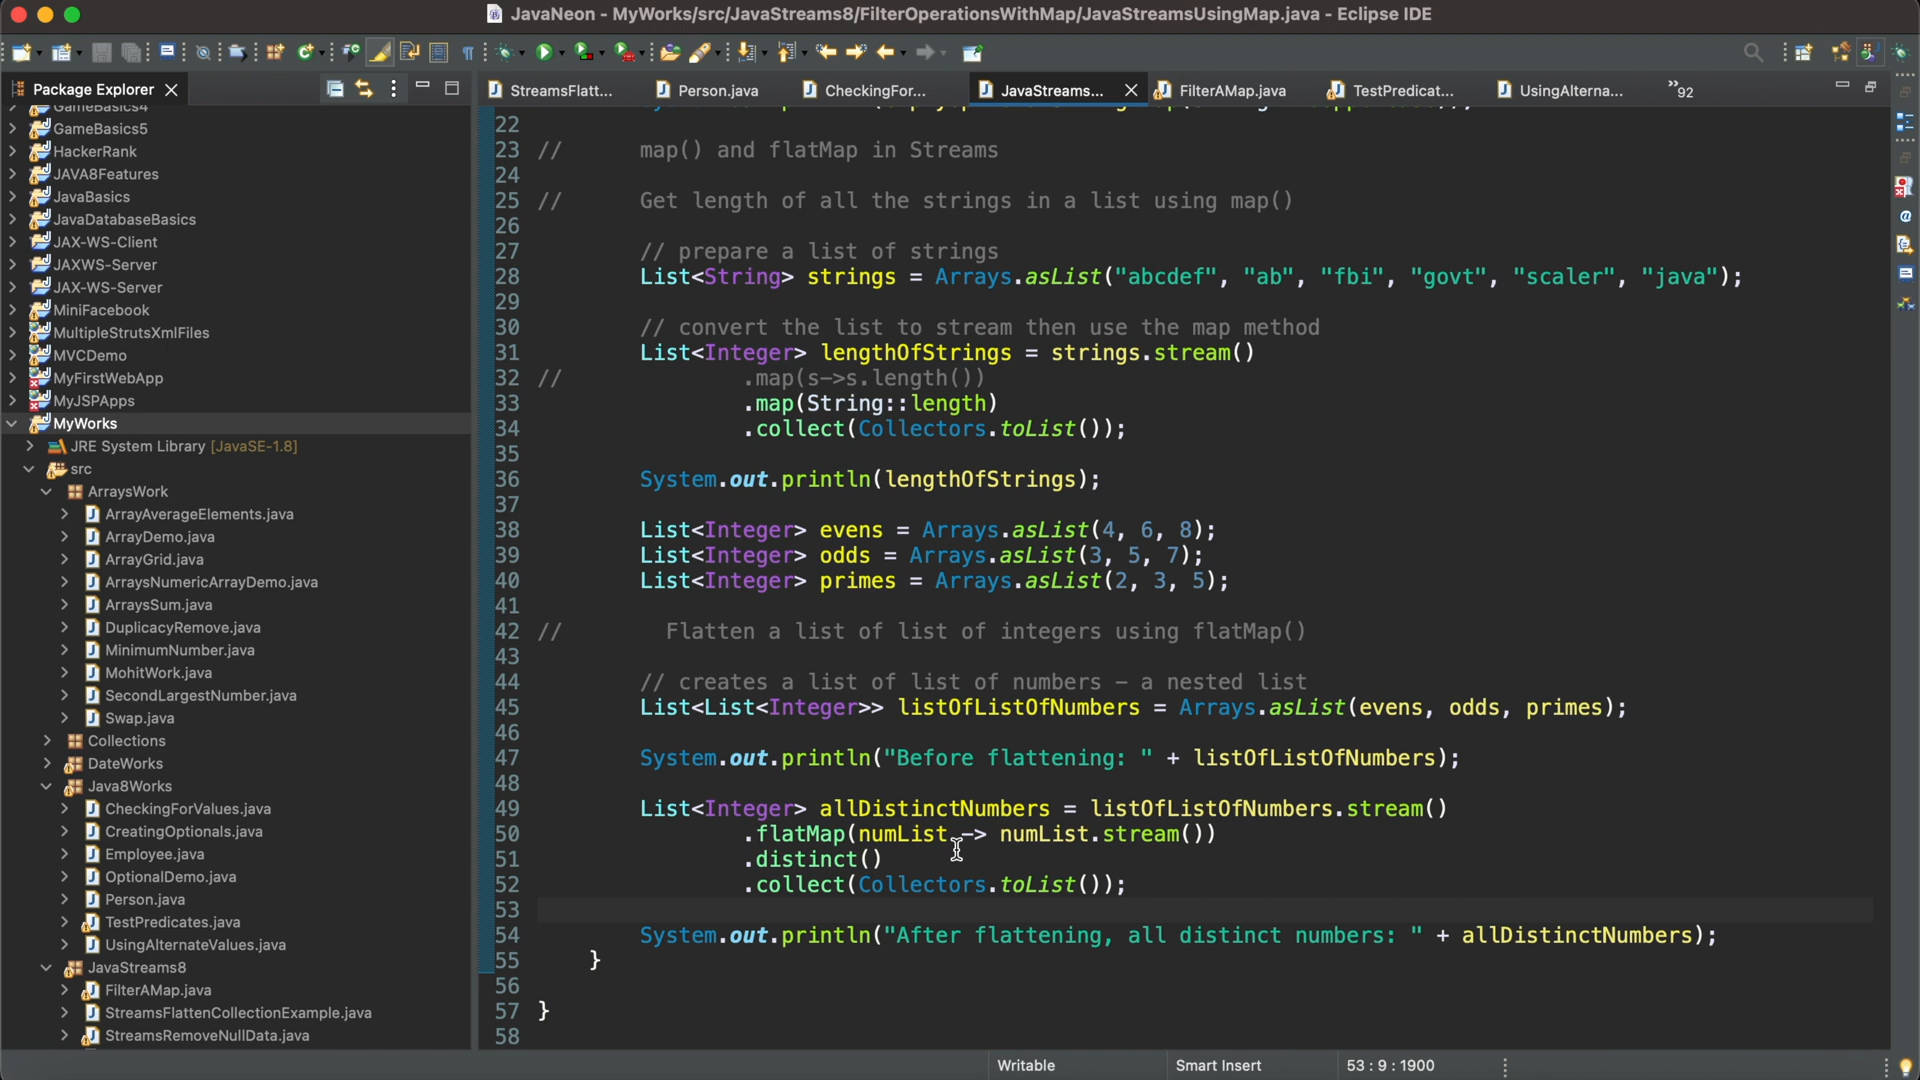 JavaNeon - MyWorks/src/JavaStreams8/FilterOperationsWithMap/JavaStreamsUsingMap.java - Eclipse IDE
Package Explorer
StreamsFlatt...
Person.java
CheckingFor...
JavaStreams...
FilterAMap.java
TestPredicat...
UsingAlterna...
»92
GameBasics4
GameBasics5
HackerRank
JAVA8Features
JavaBasics
JavaDatabaseBasics
JAX-WS-Client
JAXWS-Server
JAX-WS-Server
MiniFacebook
MultipleStrutsXmlFiles
MVCDemo
MyFirstWebApp
MyJSPApps
MyWorks
JRE System Library [JavaSE-1.8]
src
ArraysWork
ArrayAverageElements.java
ArrayDemo.java
ArrayGrid.java
ArraysNumericArrayDemo.java
ArraysSum.java
DuplicacyRemove.java
MinimumNumber.java
MohitWork.java
SecondLargestNumber.java
Swap.java
Collections
DateWorks
Java8Works
CheckingForValues.java
CreatingOptionals.java
Employee.java
OptionalDemo.java
Person.java
TestPredicates.java
UsingAlternateValues.java
JavaStreams8
FilterAMap.java
StreamsFlattenCollectionExample.java
StreamsRemoveNullData.java
22
23 // map() and flatMap in Streams
24
25 // Get length of all the strings in a list using map()
26
27 // prepare a list of strings
28 List<String> strings = Arrays.asList("abcdef", "ab", "fbi", "govt", "scaler", "java");
29
30 // convert the list to stream then use the map method
31 List<Integer> lengthOfStrings = strings.stream()
32 // .map(s->s.length())
33 .map(String::length)
34 .collect(Collectors.toList());
35
36 System.out.println(lengthOfStrings);
37
38 List<Integer> evens = Arrays.asList(4, 6, 8);
39 List<Integer> odds = Arrays.asList(3, 5, 7);
40 List<Integer> primes = Arrays.asList(2, 3, 5);
41
42 // Flatten a list of list of integers using flatMap()
43
44 // creates a list of list of numbers – a nested list
45 List<List<Integer>> listOfListOfNumbers = Arrays.asList(evens, odds, primes);
46
47 System.out.println("Before flattening: " + listOfListOfNumbers);
48
49 List<Integer> allDistinctNumbers = listOfListOfNumbers.stream()
50 .flatMap(numList -> numList.stream())
51 .distinct()
52 .collect(Collectors.toList());
53
54 System.out.println("After flattening, all distinct numbers: " + allDistinctNumbers);
55 }
56
57 }
58
Writable
Smart Insert
53 : 9 : 1900